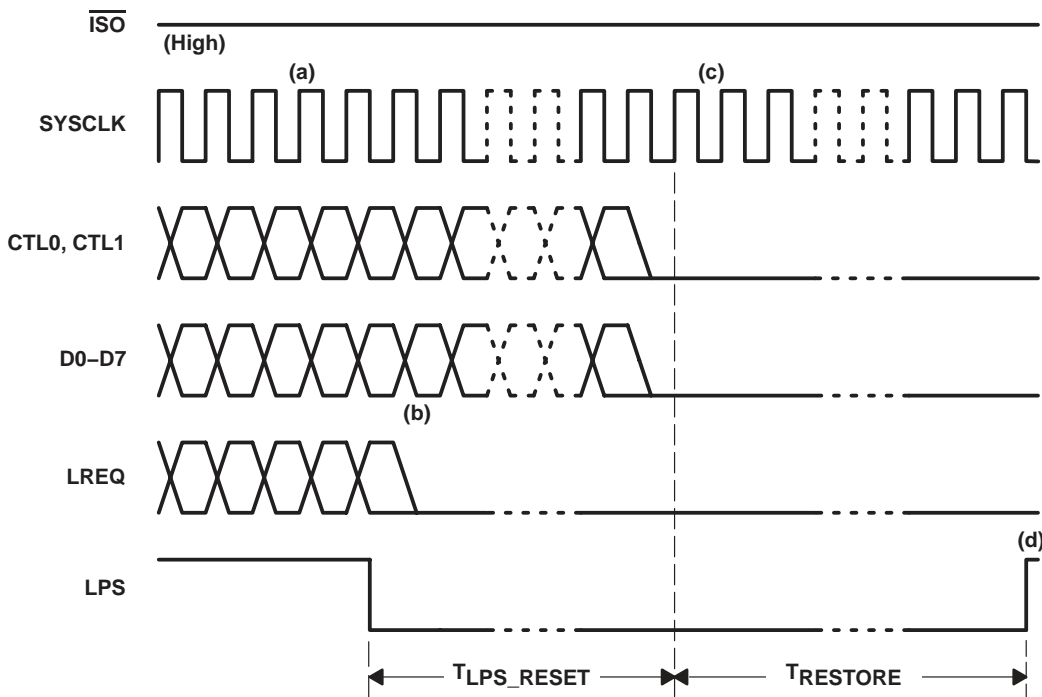 ISO
(High)
(a)
(c)
SYSCLK
CTL0, CTL1
D0–D7
(b)
LREQ
(d)
LPS
TLPS_RESET
TRESTORE